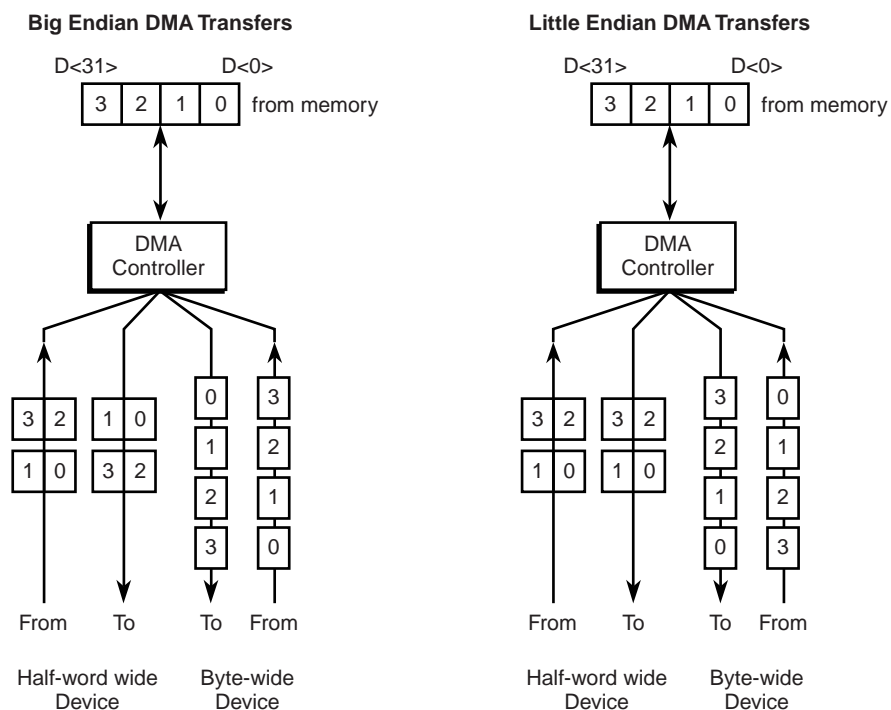 Big Endian DMA Transfers
D<31> D<0>
3 2 1 0 from memory
DMA
Controller
3 2
1 0
1 0
3 2
0
1
2
3
3
2
1
0
From To To From
Half-word wide
Device
Byte-wide
Device
Little Endian DMA Transfers
D<31> D<0>
3 2 1 0 from memory
DMA
Controller
3 2
1 0
3 2
1 0
3
2
1
0
0
1
2
3
From To To From
Half-word wide
Device
Byte-wide
Device